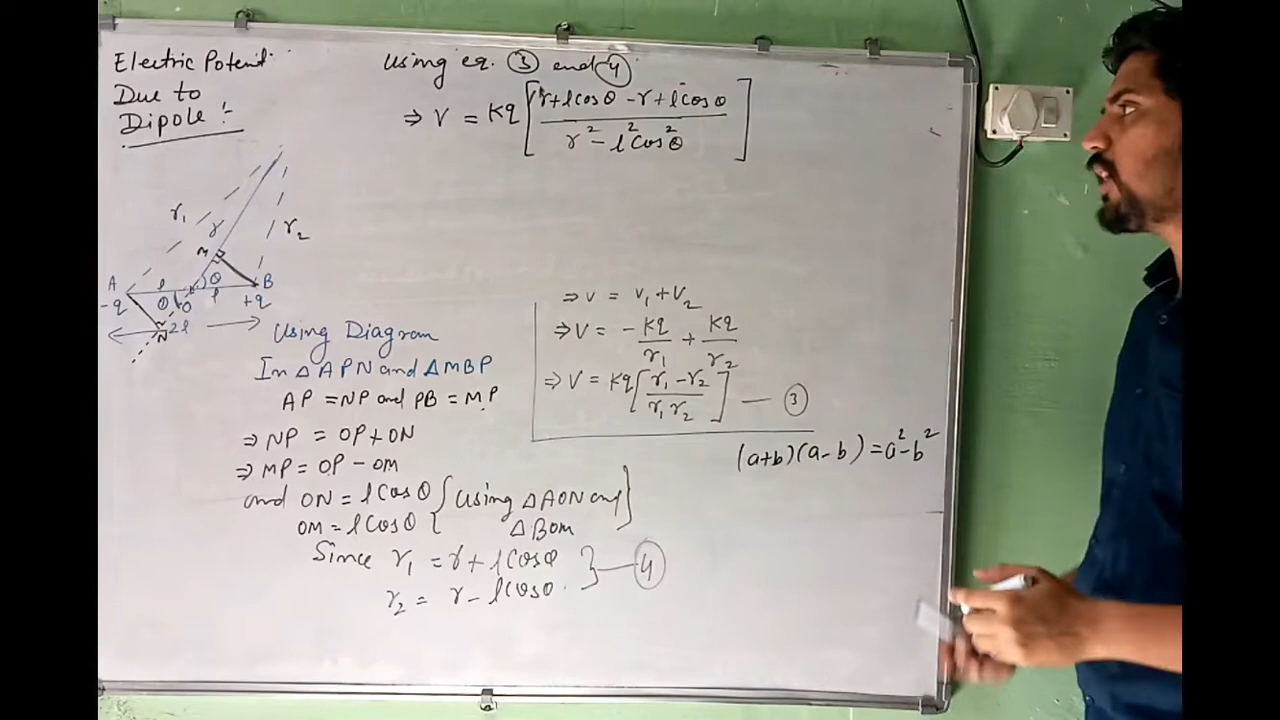 Electric Potent.
Due to
Dipole :-
r₁
r
r₂
M
A
l
θ
B
-q
θ
O
l
+q
N
2l
Using Diagram
In △APN and △MBP
AP = NP and PB = MP
⇒ NP = OP + ON
⇒ MP = OP - OM
and ON = l Cos θ { Using △AON and }
OM = l Cos θ { △BOM
Since r₁ = r + l Cos θ } — ④
r₂ = r - l Cos θ.
Using eq. ③ and ④
⇒ V = Kq [ (r + l Cos θ - r + l Cos θ) / (r² - l² Cos² θ) ]
⇒ V = V₁ + V₂
⇒ V = - Kq/r₁ + Kq/r₂
⇒ V = Kq [ (r₁ - r₂) / (r₁ r₂) ] — ③
(a+b)(a-b) = a² - b²